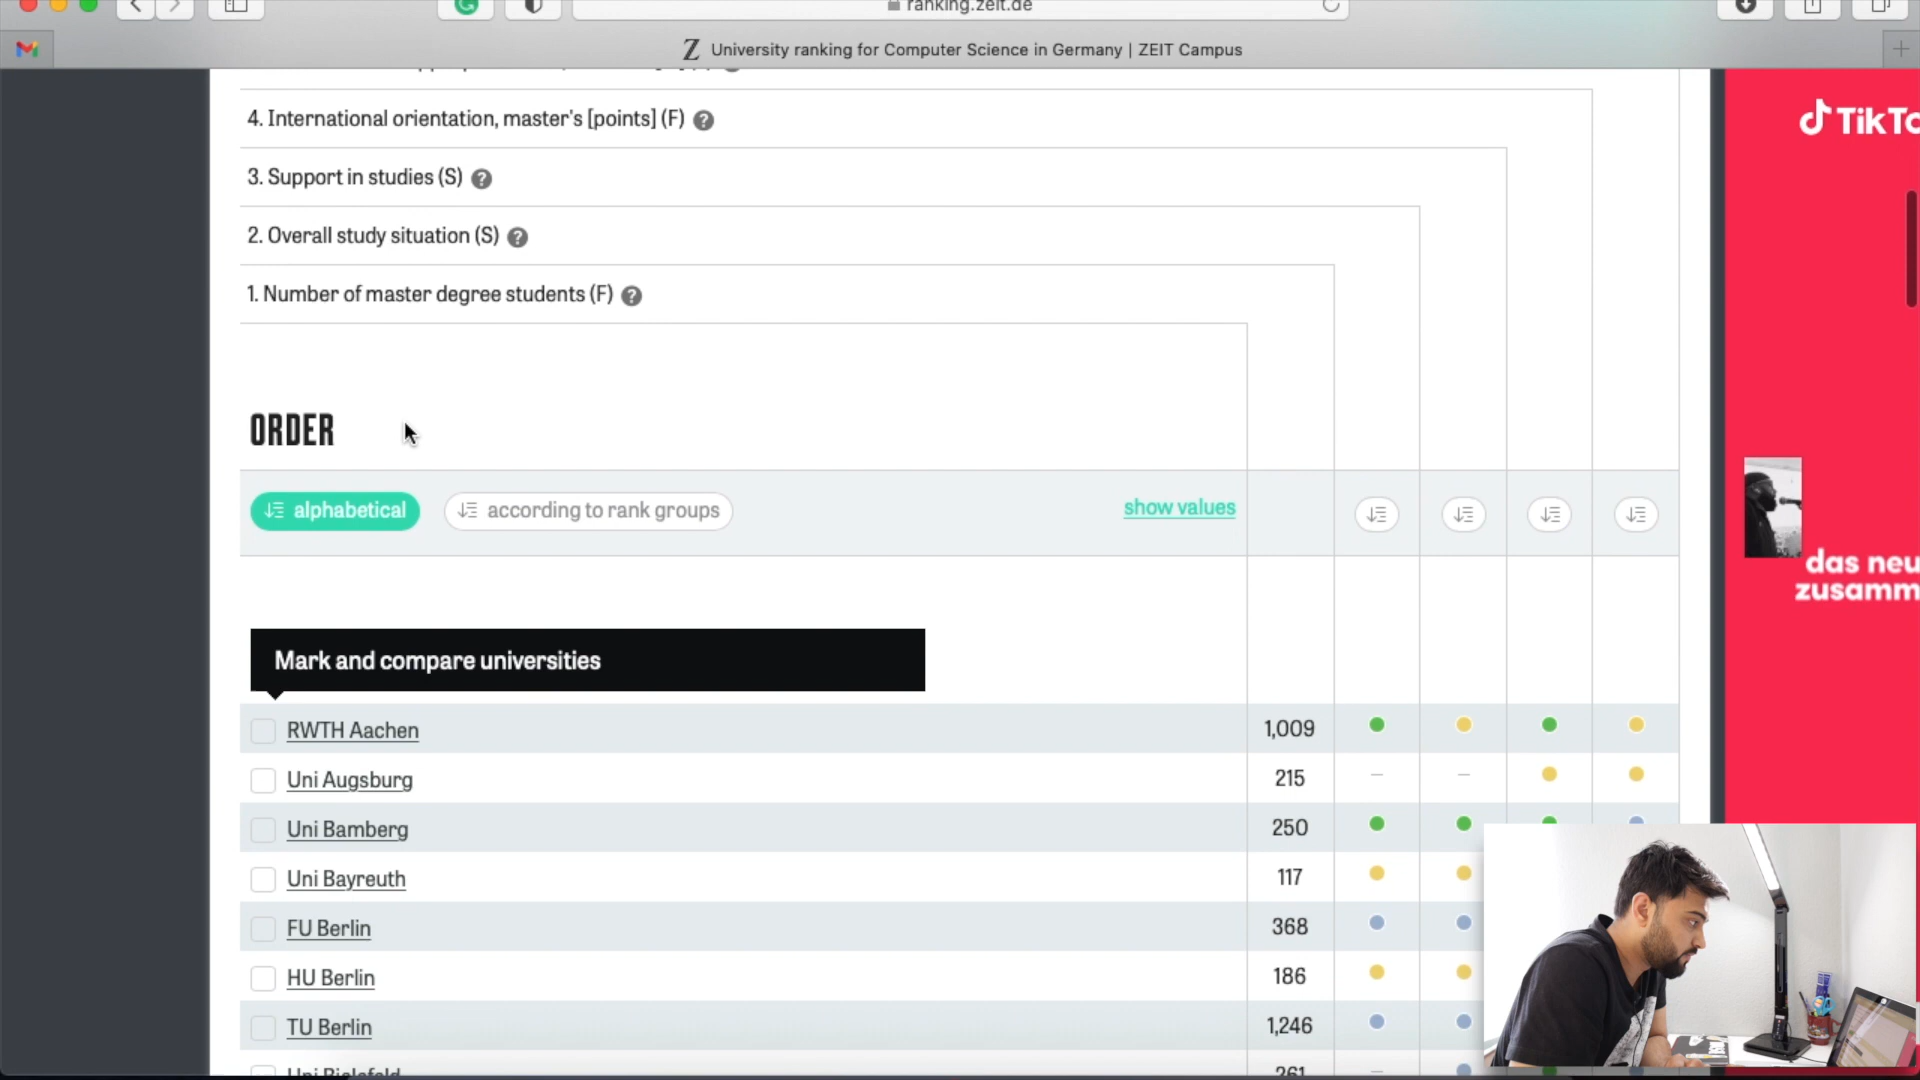 ranking.zeit.de
Z University ranking for Computer Science in Germany | ZEIT Campus
4. International orientation, master's [points] (F) ?
3. Support in studies (S) ?
2. Overall study situation (S) ?
1. Number of master degree students (F) ?
ORDER
alphabetical
according to rank groups
show values
Mark and compare universities
RWTH Aachen 1,009
Uni Augsburg 215 – –
Uni Bamberg 250
Uni Bayreuth 117
FU Berlin 368
HU Berlin 186
TU Berlin 1,246
Uni Bielefeld 261 –
TikTo
das neu
zusamm